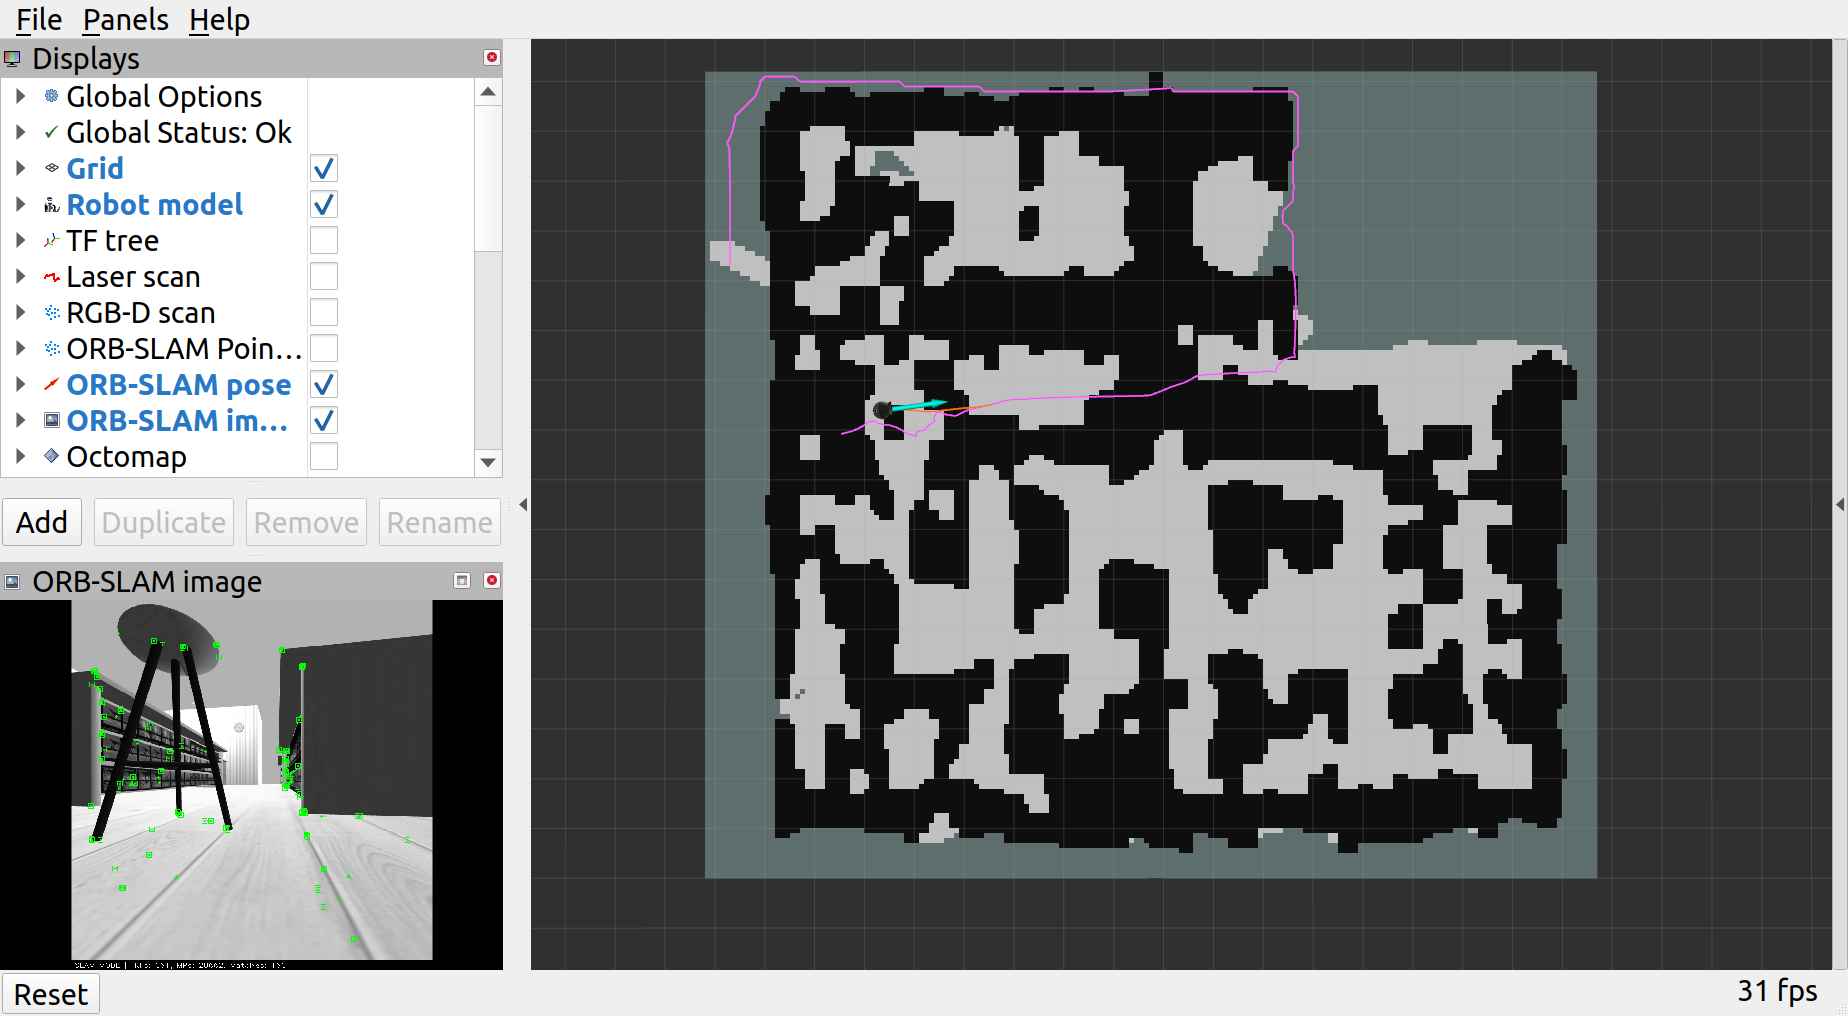 File Panels Help
Displays
Global Options
Global Status: Ok
Grid
Robot model
TF tree
Laser scan
RGB-D scan
ORB-SLAM Poin...
ORB-SLAM pose
ORB-SLAM im...
Octomap
Add Duplicate Remove Rename
ORB-SLAM image
SLAM MODE |
Reset
31 fps